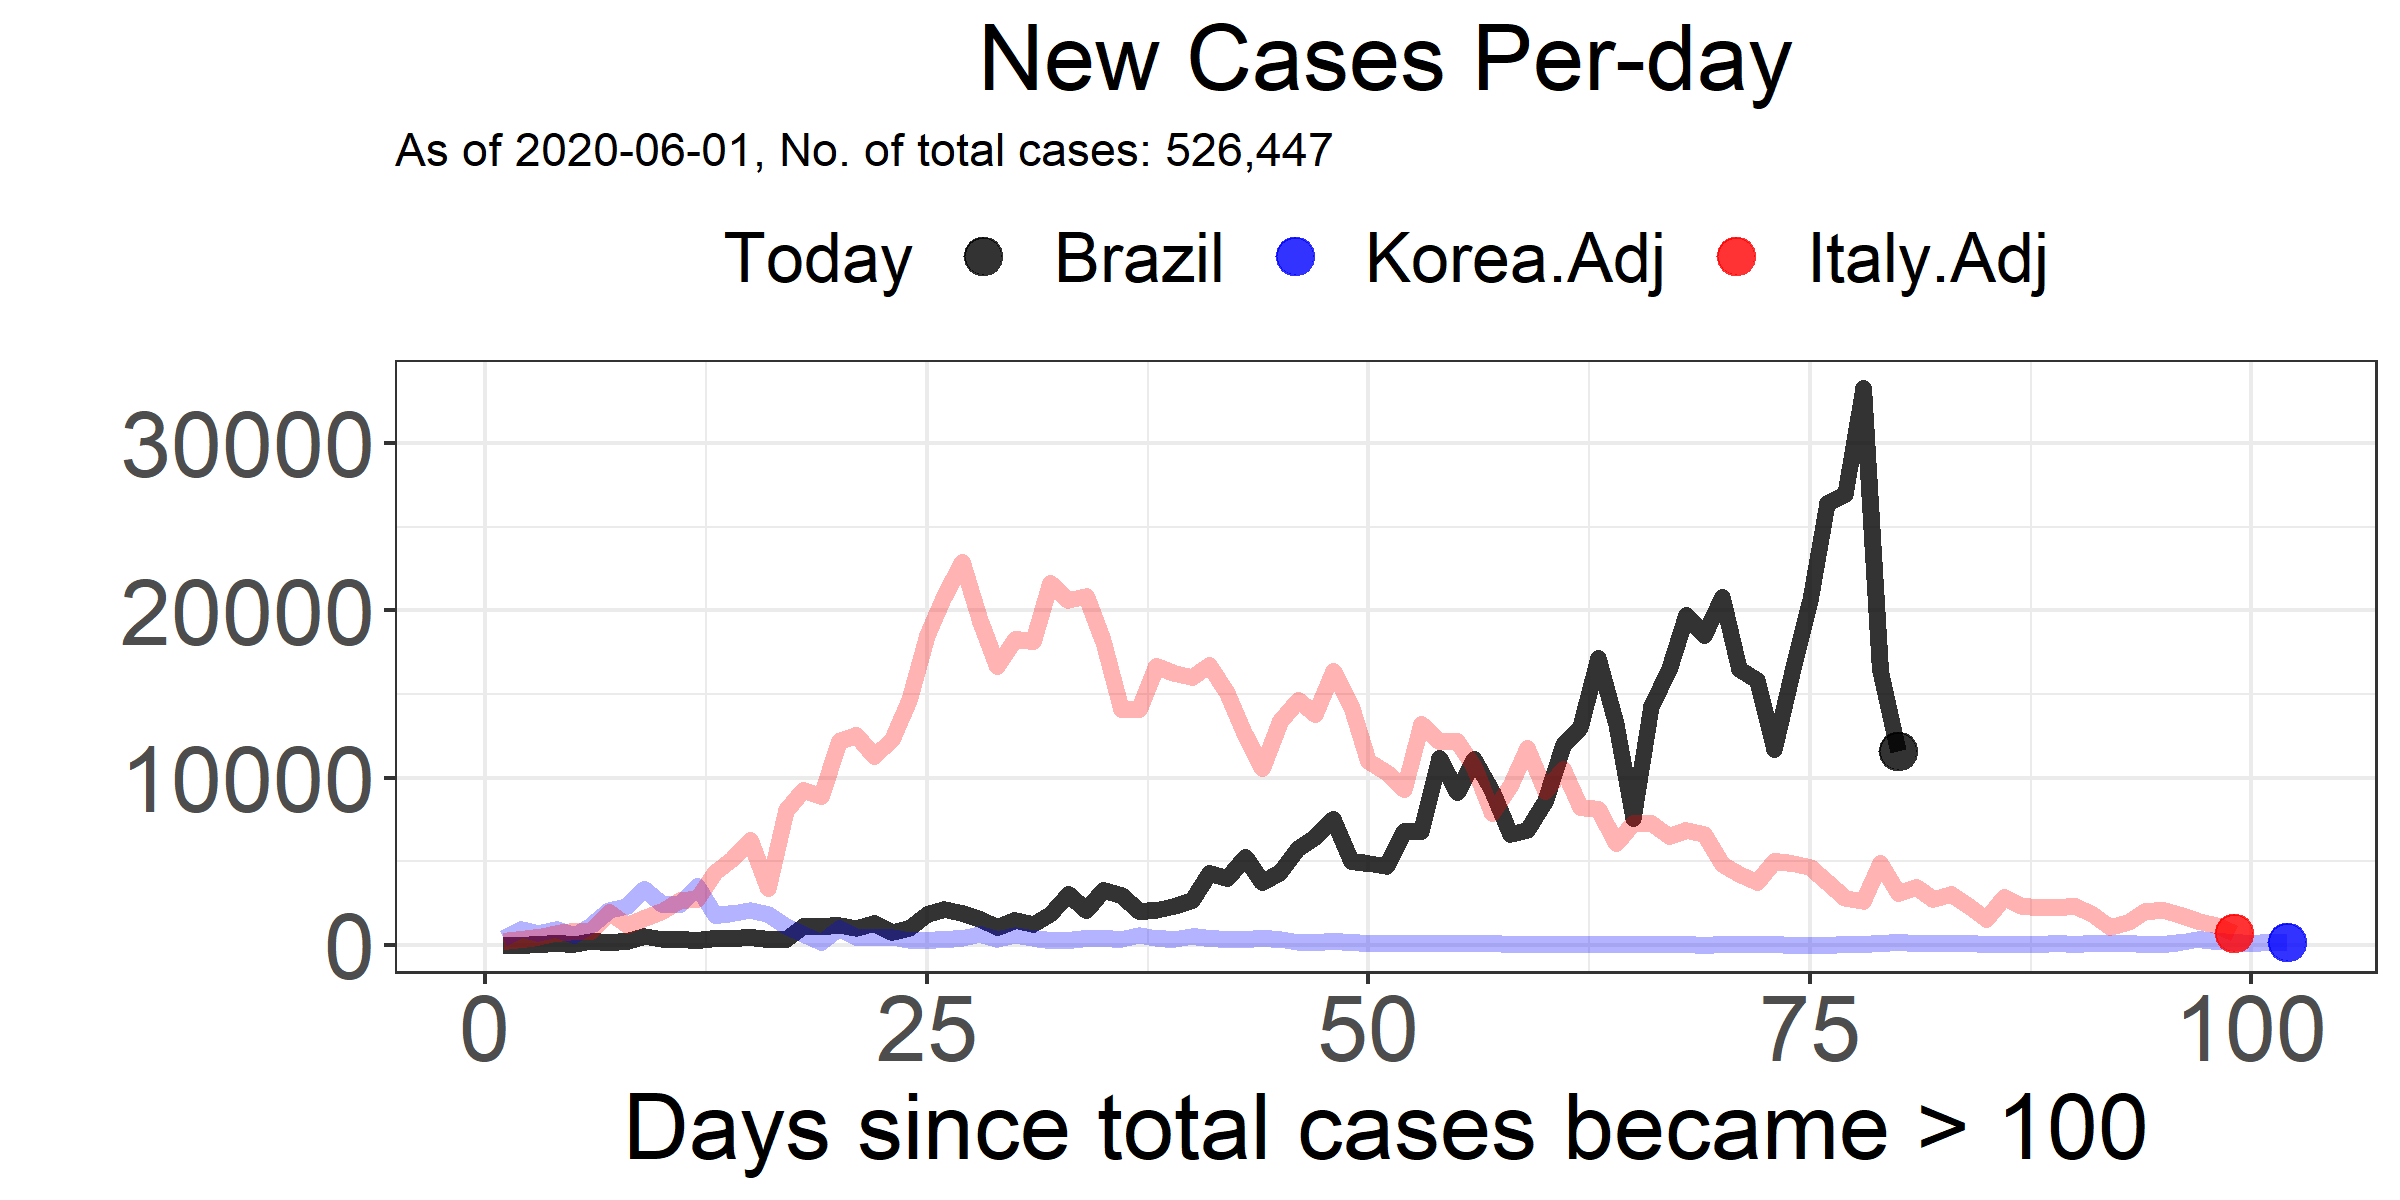 New Cases Per-day
As of 2020-06-01, No. of total cases: 526,447
Today Brazil Korea.Adj Italy.Adj
30000
20000
10000
0
0 25 50 75 100
Days since total cases became > 100